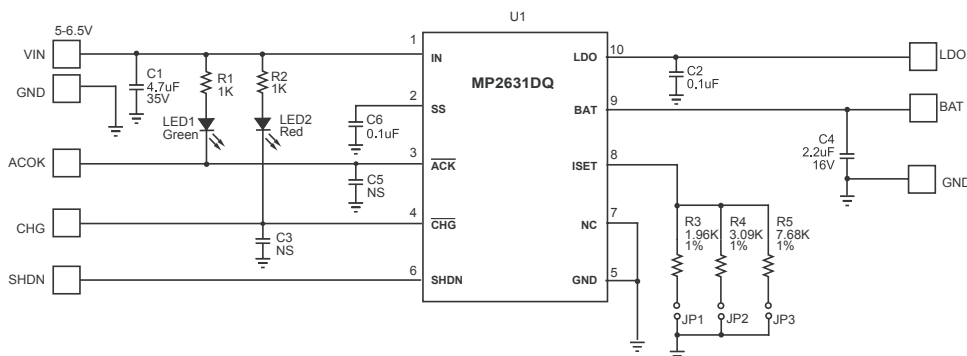 U1
5-6.5V
VIN
GND
C1
4.7uF
35V
R1
1K
R2
1K
LED1
Green
LED2
Red
C6
0.1uF
ACOK
C5
NS
CHG
C3
NS
SHDN
1
2
3
4
6
MP2631DQ
IN
SS
ACK
CHG
SHDN
LDO
BAT
ISET
NC
GND
10
9
8
7
5
C2
0.1uF
LDO
BAT
C4
2.2uF
16V
GND
R3
1.96K
1%
R4
3.09K
1%
R5
7.68K
1%
JP1
JP2
JP3